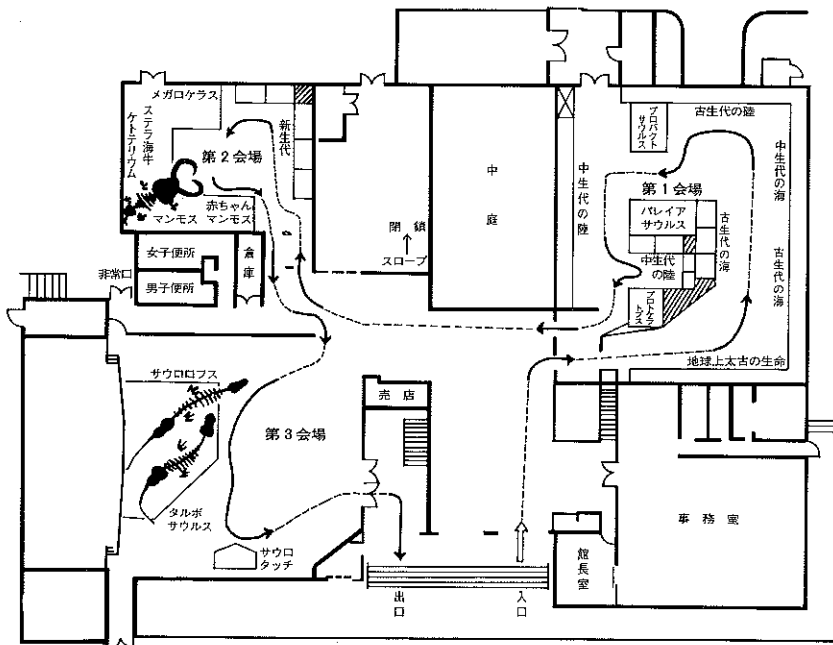 メガロケラス
ステラ海牛
ケトテリウム
新生代
第2会場
マンモス
赤ちゃん
マンモス
女子便所
男子便所
倉庫
非常口
閉鎖
スロープ
中庭
中生代の陸
プロバクト
サウルス
古生代の陸
中生代の海
第1会場
パレイア
サウルス
古生代の海
中生代
の陸
プロトケラ
トプス
古生代の海
地球上太古の生命
サウロロフス
第3会場
売店
タルボ
サウルス
サウロ
タッチ
出口
入口
館長室
事務室